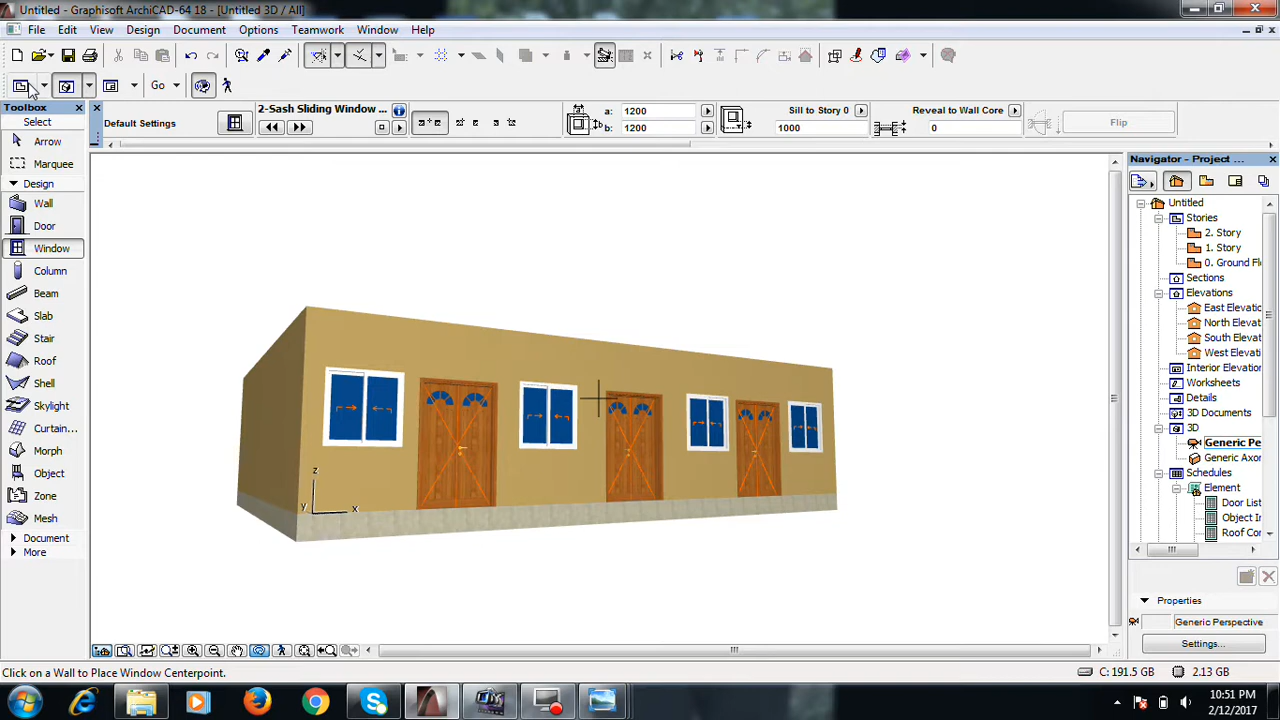 Untitled - Graphisoft ArchiCAD-64 18 - [Untitled 3D / All]
File Edit View Design Document Options Teamwork Window Help
Go
Toolbox
Select
Arrow
Marquee
Design
Wall
Door
Window
Column
Beam
Slab
Stair
Roof
Shell
Skylight
Curtain...
Morph
Object
Zone
Mesh
Document
More
Default Settings
2-Sash Sliding Window ...
a: 1200
b: 1200
Sill to Story 0
1000
Reveal to Wall Core
0
Flip
z
y
x
Navigator - Project ...
Untitled
Stories
2. Story
1. Story
0. Ground Fl
Sections
Elevations
East Elevatio
North Elevat
South Elevat
West Elevati
Interior Elevation
Worksheets
Details
3D Documents
3D
Generic Pe
Generic Axon
Schedules
Element
Door List
Object In
Roof Con
Properties
Generic Perspective
Settings...
Click on a Wall to Place Window Centerpoint.
C: 191.5 GB
2.13 GB
10:51 PM
2/12/2017